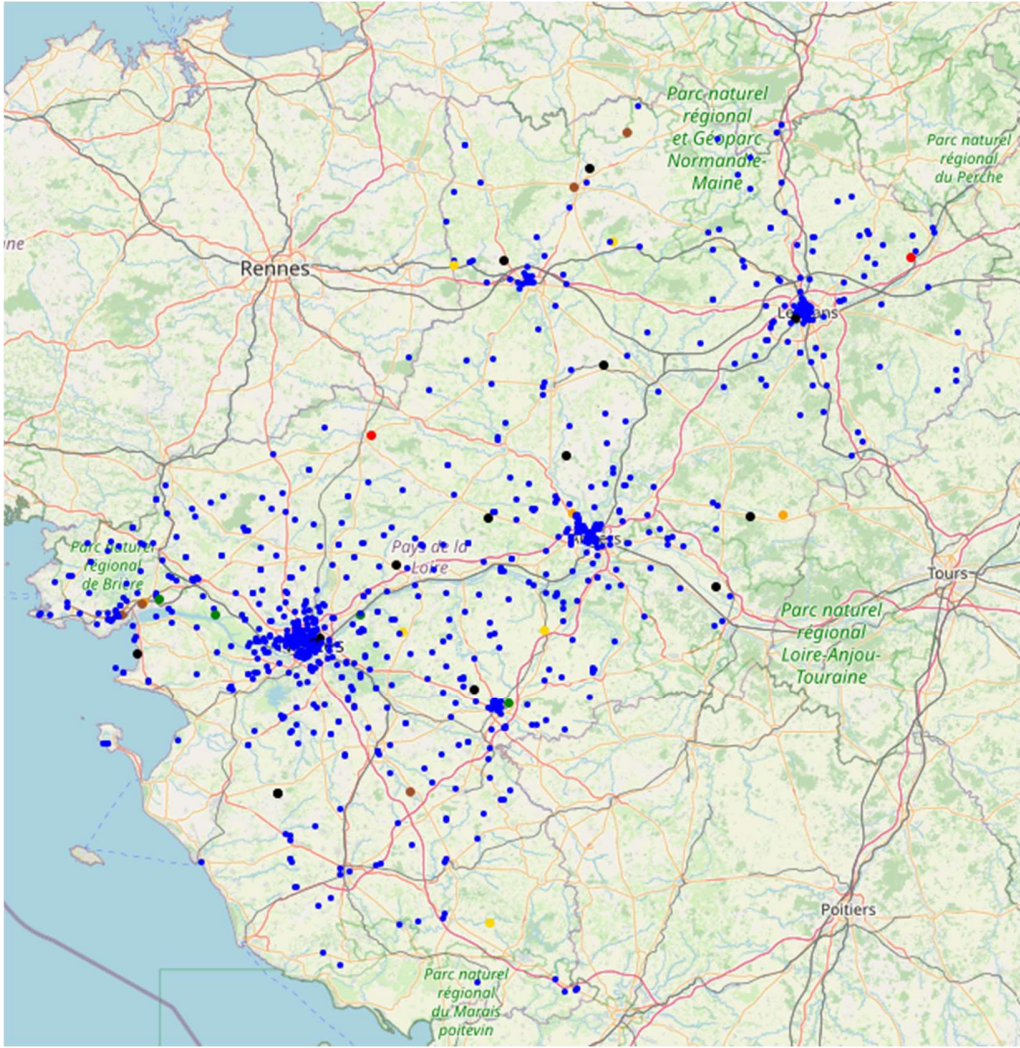 Parc naturel
régional
et Géoparc
Normandie-
Maine
Parc naturel
régional
du Perche
Rennes
Pays de la
Loire
Parc naturel
régional
de Brière
Tours
Parc naturel
régional
Loire-Anjou-
Touraine
Poitiers
Parc naturel
régional
du Marais
poitevin